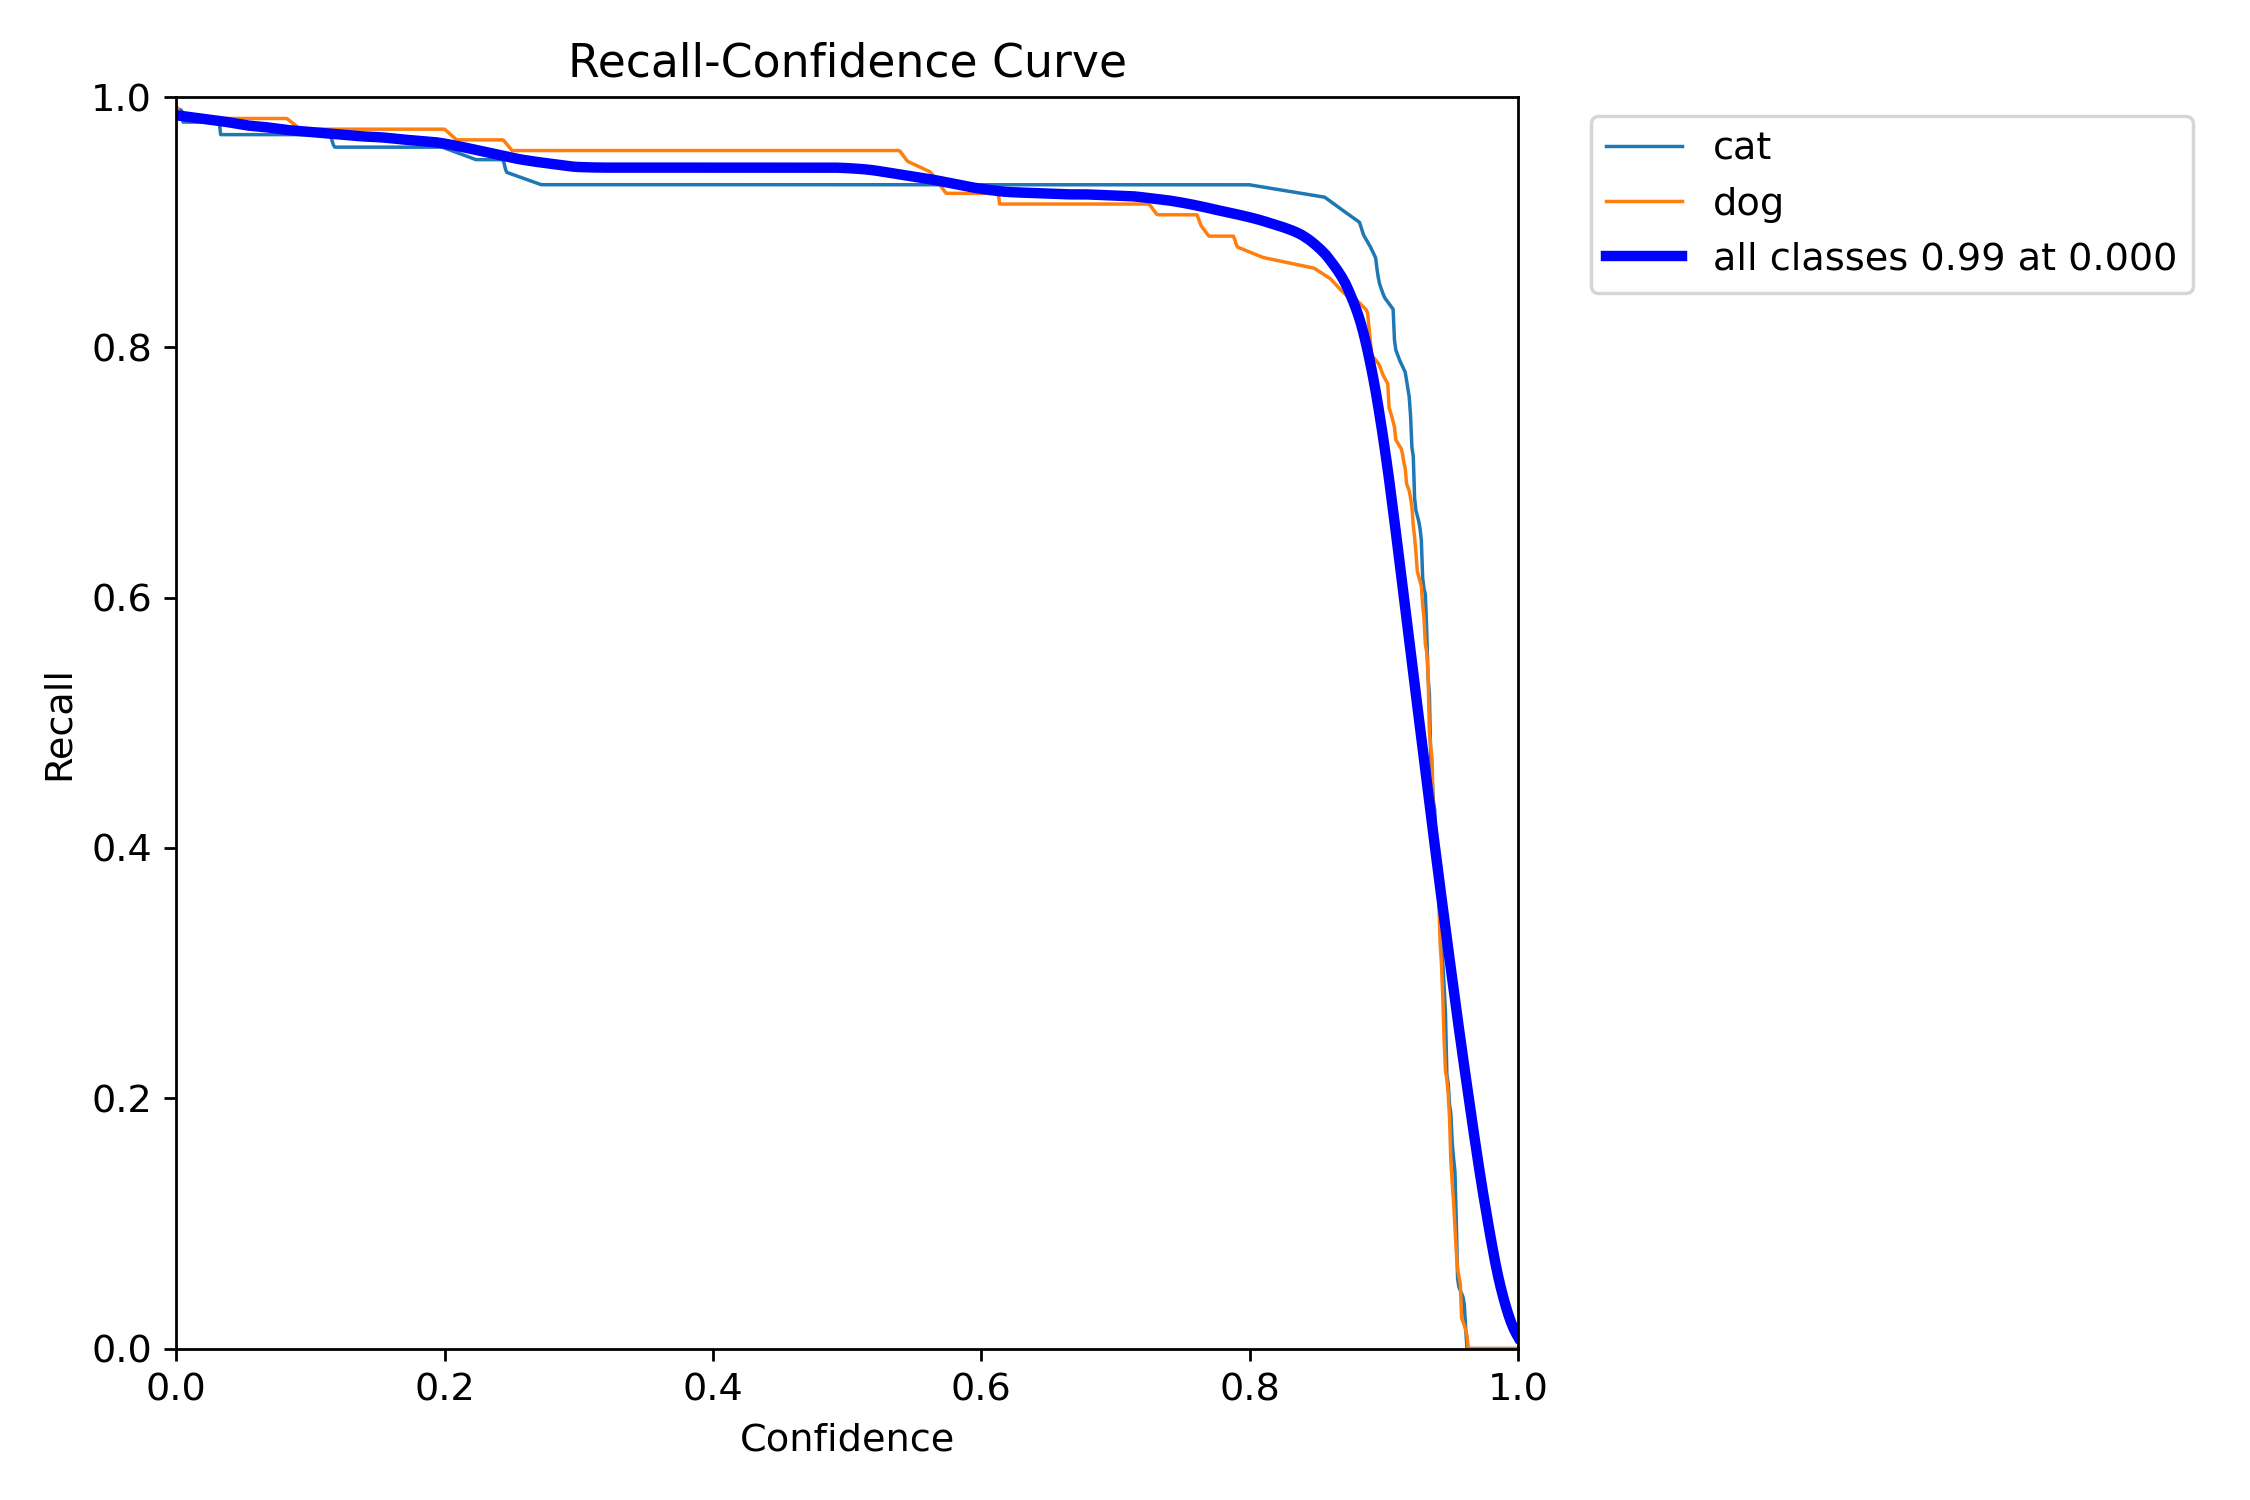 Recall-Confidence Curve
1.0
0.8
0.6
0.4
0.2
0.0
Recall
0.0 0.2 0.4 0.6 0.8 1.0
Confidence
cat
dog
all classes 0.99 at 0.000